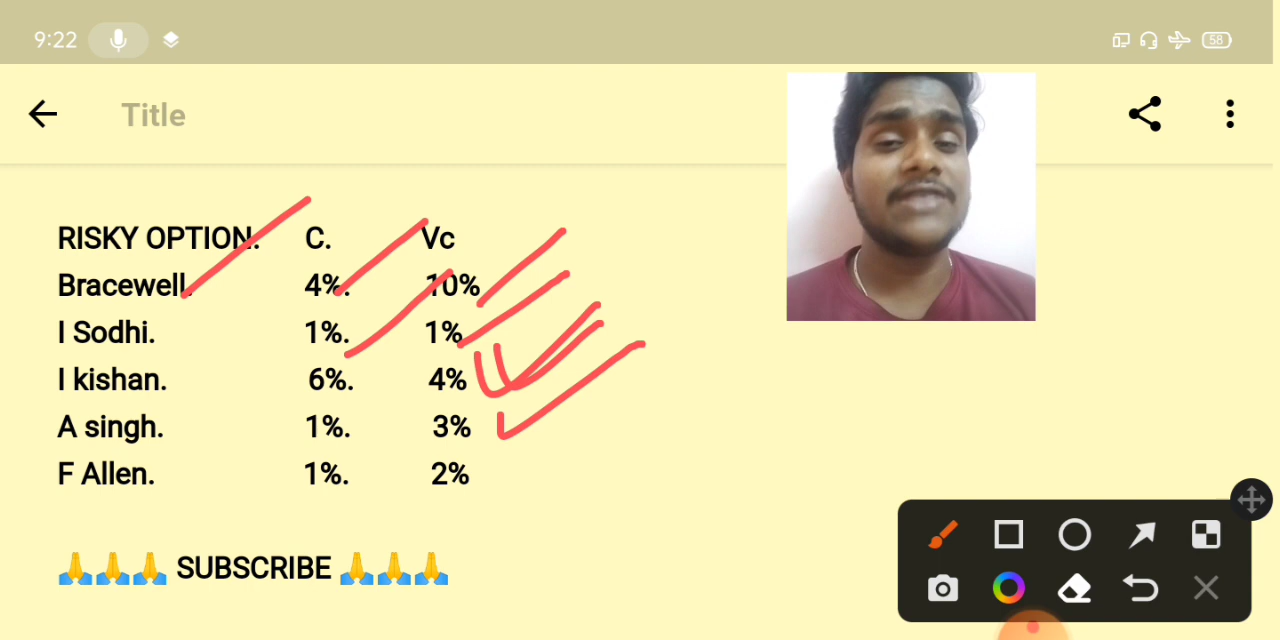 9:22
58
Title
RISKY OPTION. C. Vc
Bracewell. 4%. 10%
I Sodhi. 1%. 1%
I kishan. 6%. 4%
A singh. 1%. 3%
F Allen. 1%. 2%
🙏🙏🙏 SUBSCRIBE 🙏🙏🙏